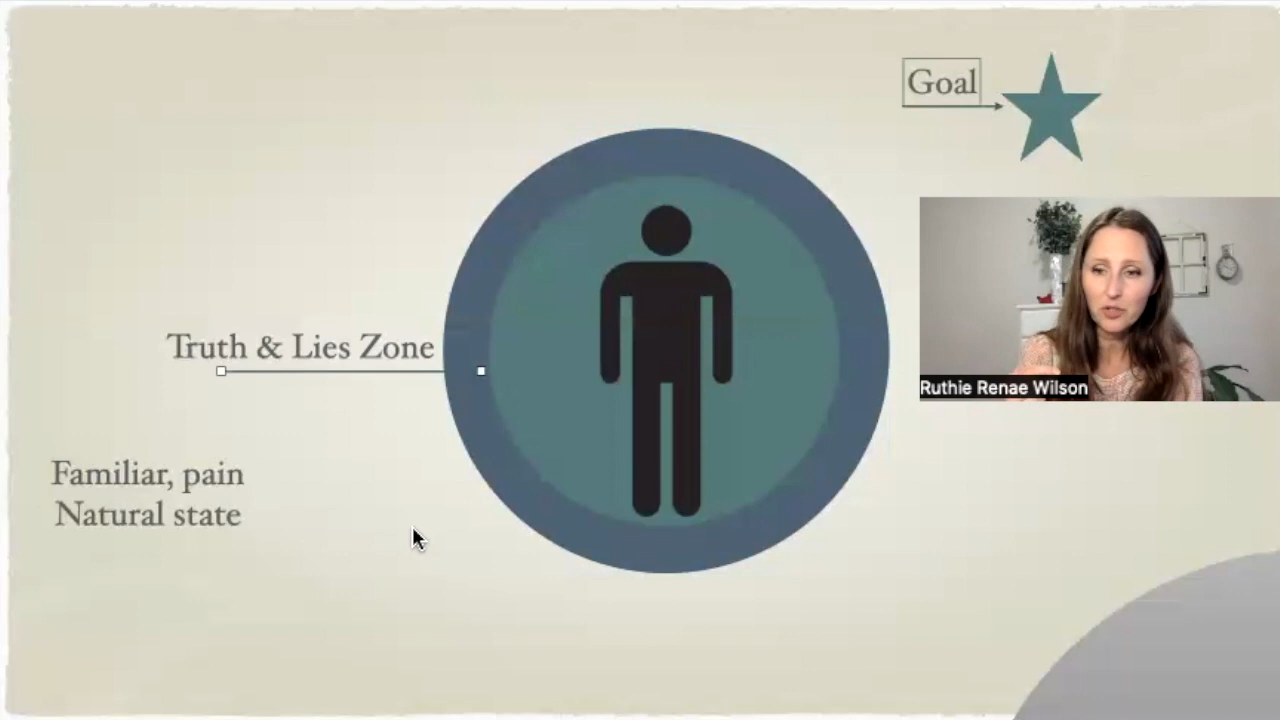 Goal
Truth & Lies Zone
Ruthie Renae Wilson
Familiar, pain
Natural state